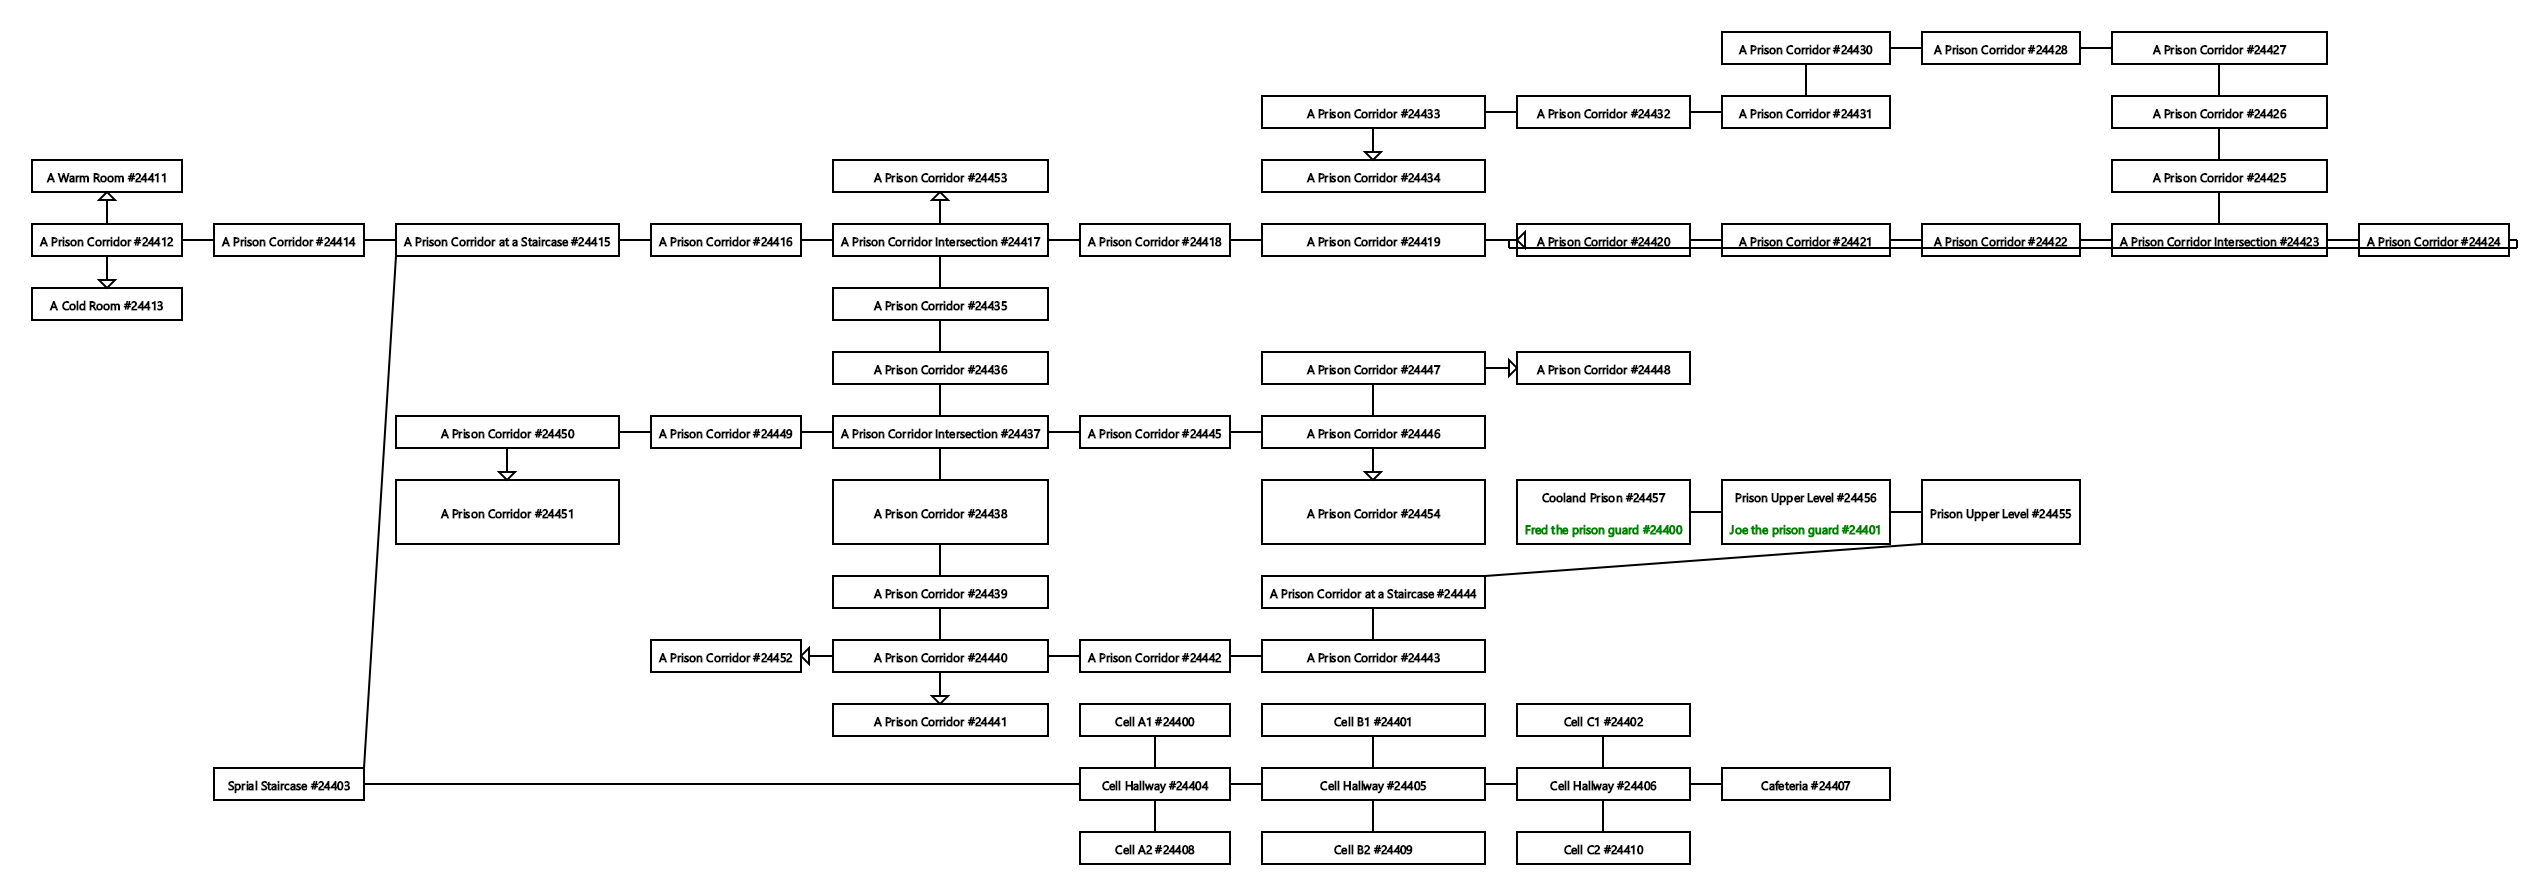 A Prison Corridor #24430
A Prison Corridor #24428
A Prison Corridor #24427
A Prison Corridor #24433
A Prison Corridor #24432
A Prison Corridor #24431
A Prison Corridor #24426
A Warm Room #24411
A Prison Corridor #24453
A Prison Corridor #24434
A Prison Corridor #24425
A Prison Corridor #24412
A Prison Corridor #24414
A Prison Corridor at a Staircase #24415
A Prison Corridor #24416
A Prison Corridor Intersection #24417
A Prison Corridor #24418
A Prison Corridor #24419
A Prison Corridor #24420
A Prison Corridor #24421
A Prison Corridor #24422
A Prison Corridor Intersection #24423
A Prison Corridor #24424
A Cold Room #24413
A Prison Corridor #24435
A Prison Corridor #24436
A Prison Corridor #24447
A Prison Corridor #24448
A Prison Corridor #24450
A Prison Corridor #24449
A Prison Corridor Intersection #24437
A Prison Corridor #24445
A Prison Corridor #24446
A Prison Corridor #24451
A Prison Corridor #24438
A Prison Corridor #24454
Cooland Prison #24457
Fred the prison guard #24400
Prison Upper Level #24456
Joe the prison guard #24401
Prison Upper Level #24455
A Prison Corridor #24439
A Prison Corridor at a Staircase #24444
A Prison Corridor #24452
A Prison Corridor #24440
A Prison Corridor #24442
A Prison Corridor #24443
A Prison Corridor #24441
Cell A1 #24400
Cell B1 #24401
Cell C1 #24402
Sprial Staircase #24403
Cell Hallway #24404
Cell Hallway #24405
Cell Hallway #24406
Cafeteria #24407
Cell A2 #24408
Cell B2 #24409
Cell C2 #24410